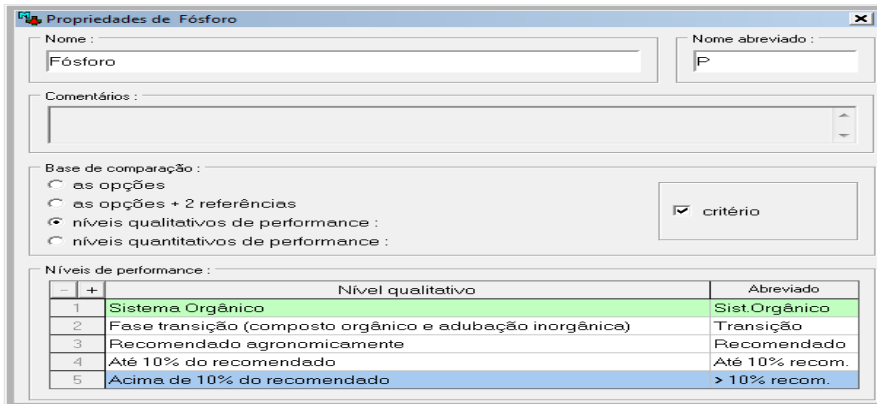 Propriedades de Fósforo
Nome : Nome abreviado :
Fósforo P
Comentários :
Base de comparação :
as opções
as opções + 2 referências
critério
níveis qualitativos de performance :
níveis quantitativos de performance :
Níveis de performance :
- + Nível qualitativo Abreviado
1 Sistema Orgânico Sist.Orgânico
2 Fase transição (composto orgânico e adubação inorgânica) Transição
3 Recomendado agronomicamente Recomendado
4 Até 10% do recomendado Até 10% recom.
5 Acima de 10% do recomendado > 10% recom.